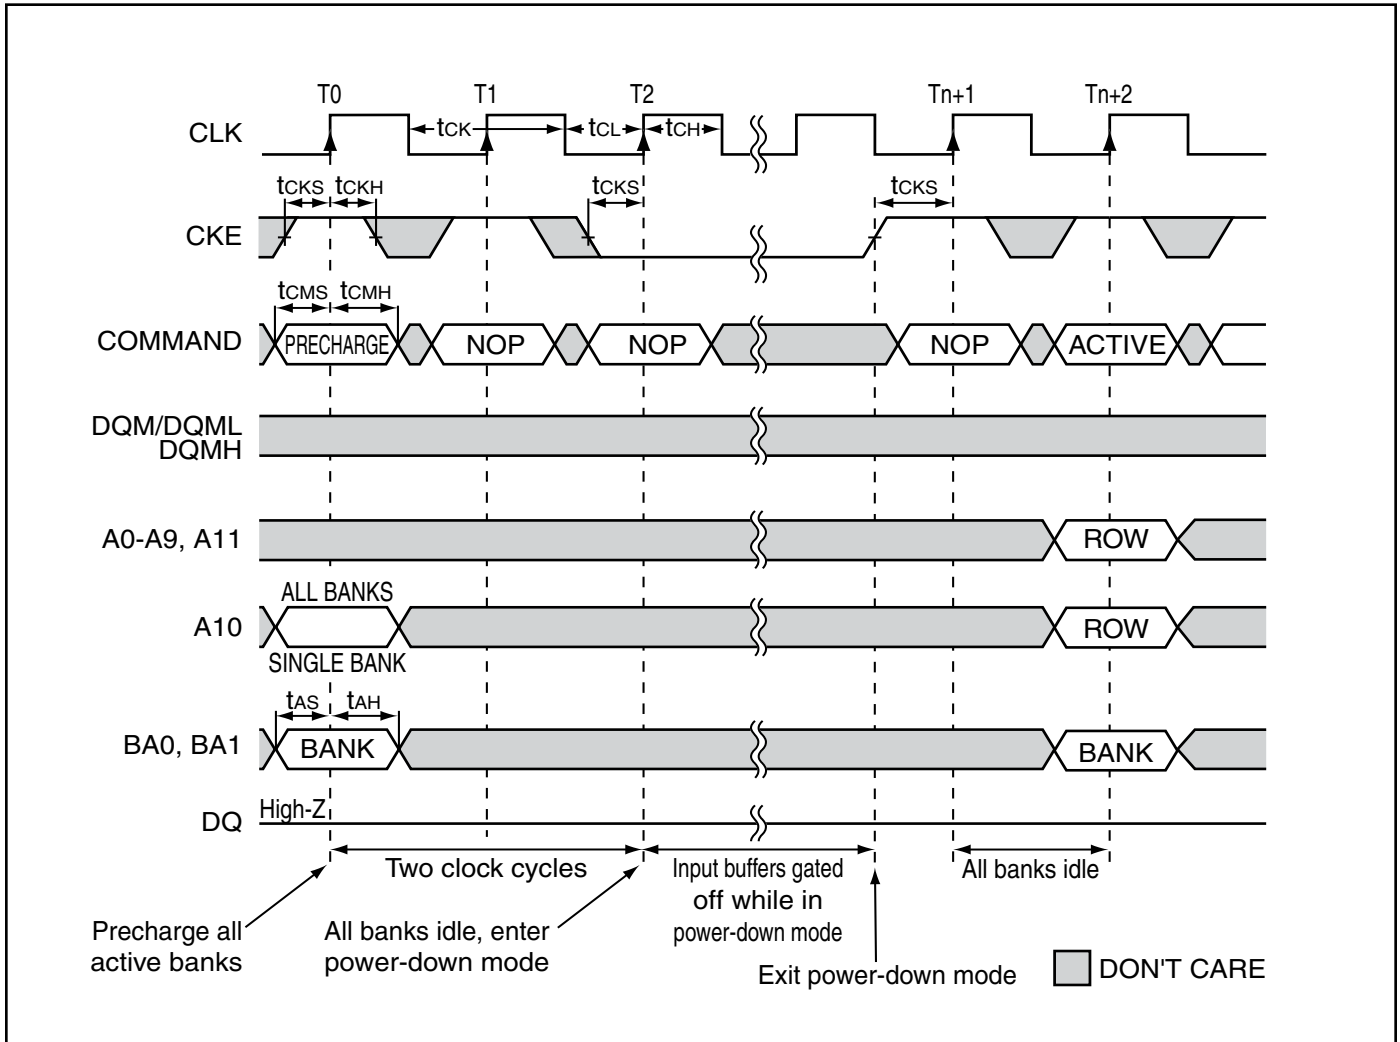 T0 T1 T2 Tn+1 Tn+2
CLK tCK tCL tCH
tCKS tCKH tCKS tCKS
CKE
tCMS tCMH
COMMAND PRECHARGE NOP NOP NOP ACTIVE
DQM/DQML
DQMH
A0-A9, A11 ROW
ALL BANKS
A10 ROW
SINGLE BANK
tAS tAH
BA0, BA1 BANK BANK
DQ High-Z
Two clock cycles
Input buffers gated
off while in
power-down mode
All banks idle
Precharge all
active banks
All banks idle, enter
power-down mode
Exit power-down mode
DON'T CARE